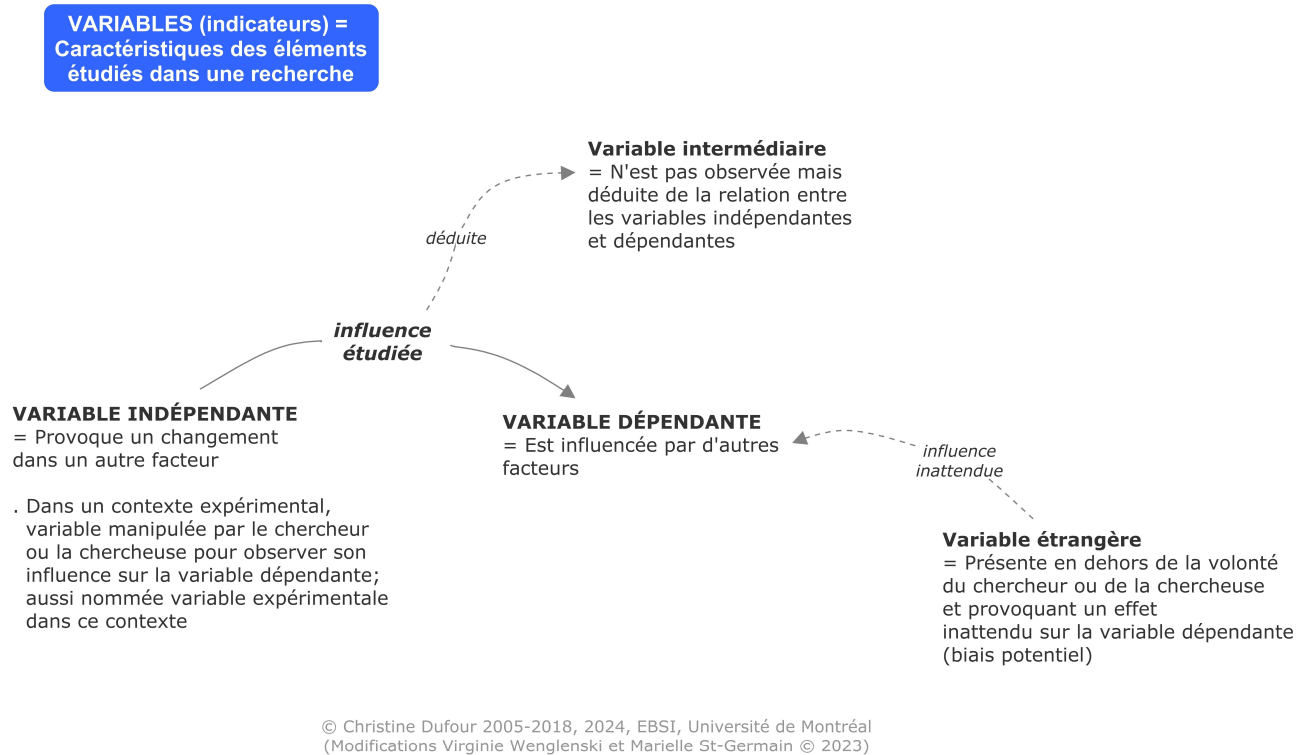 VARIABLES (indicateurs) =
Caractéristiques des éléments
étudiés dans une recherche
Variable intermédiaire
= N'est pas observée mais
déduite de la relation entre
les variables indépendantes
et dépendantes
déduite
influence
étudiée
VARIABLE INDÉPENDANTE
= Provoque un changement
dans un autre facteur
. Dans un contexte expérimental,
variable manipulée par le chercheur
ou la chercheuse pour observer son
influence sur la variable dépendante;
aussi nommée variable expérimentale
dans ce contexte
VARIABLE DÉPENDANTE
= Est influencée par d'autres
facteurs
influence
inattendue
Variable étrangère
= Présente en dehors de la volonté
du chercheur ou de la chercheuse
et provoquant un effet
inattendu sur la variable dépendante
(biais potentiel)
© Christine Dufour 2005-2018, 2024, EBSI, Université de Montréal
(Modifications Virginie Wenglenski et Marielle St-Germain © 2023)